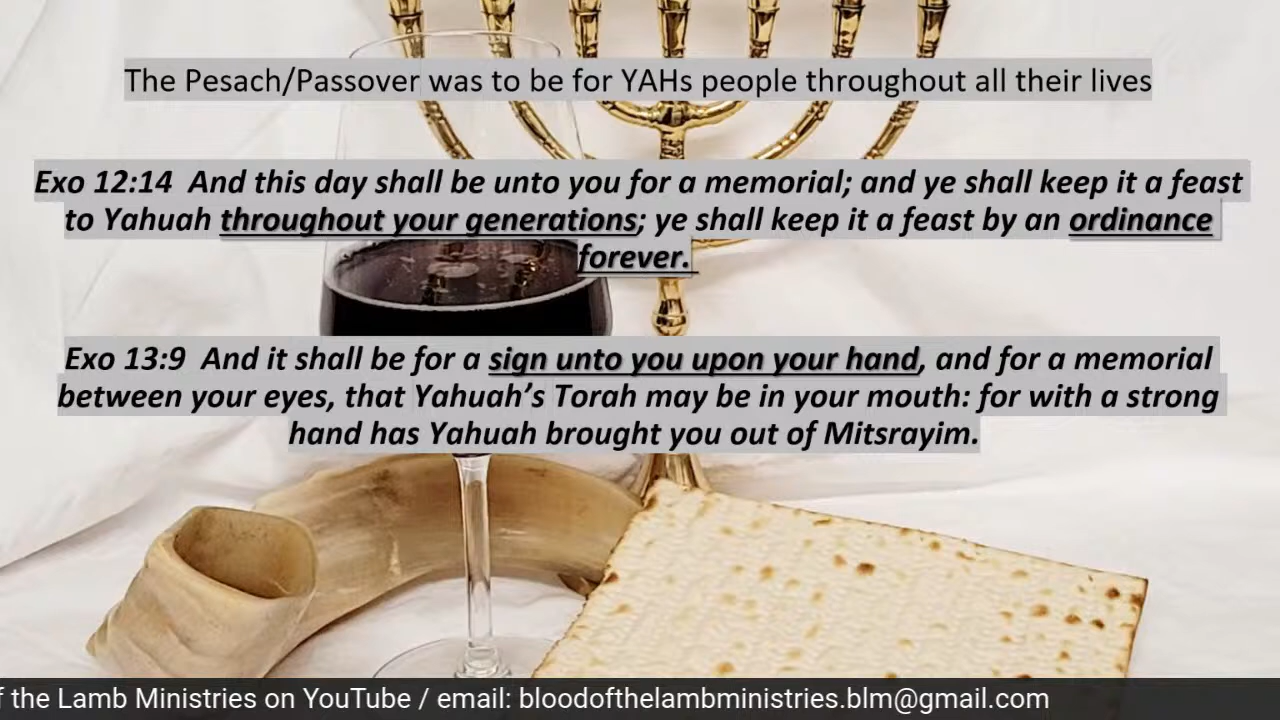 The Pesach/Passover was to be for YAHs people throughout all their lives
Exo 12:14 And this day shall be unto you for a memorial; and ye shall keep it a feast
to Yahuah throughout your generations; ye shall keep it a feast by an ordinance
forever.
Exo 13:9 And it shall be for a sign unto you upon your hand, and for a memorial
between your eyes, that Yahuah’s Torah may be in your mouth: for with a strong
hand has Yahuah brought you out of Mitsrayim.
f the Lamb Ministries on YouTube / email: bloodofthelambministries.blm@gmail.com